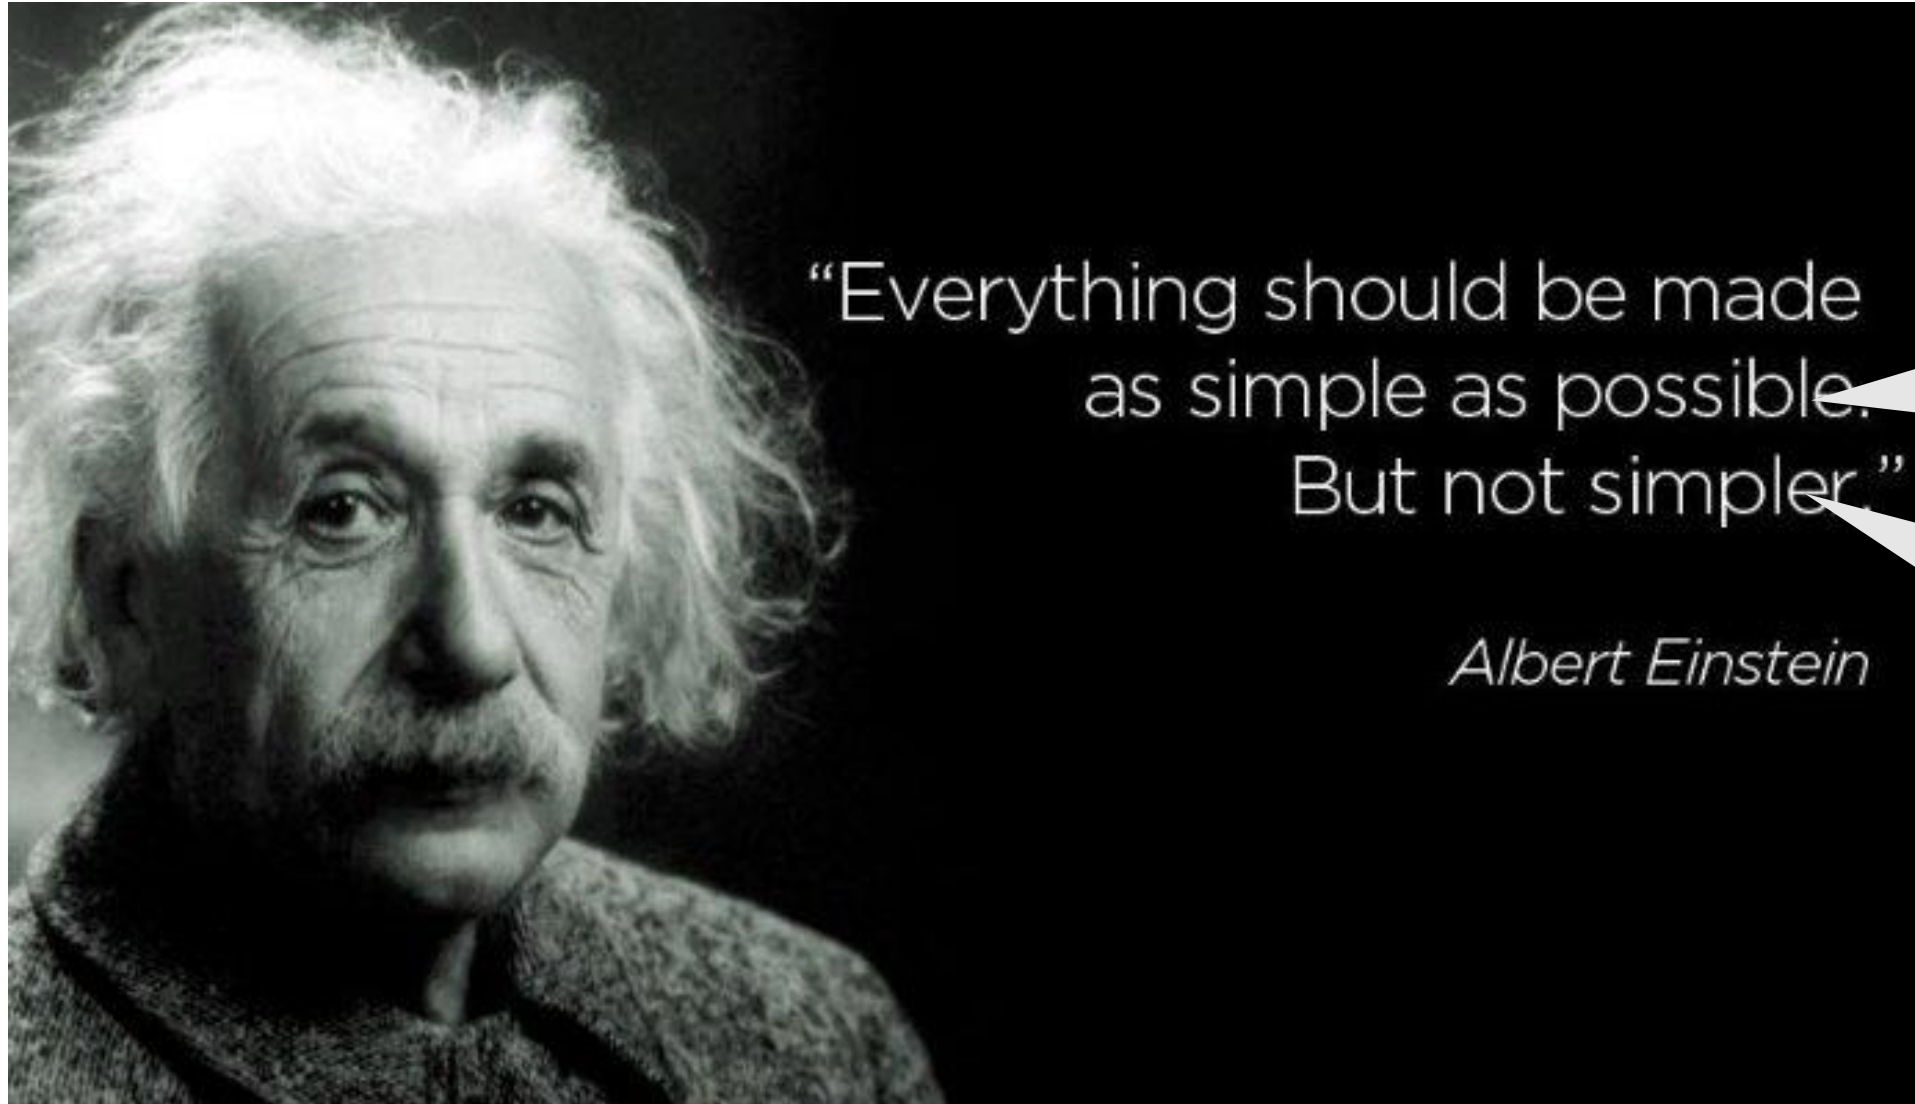 “Everything should be made
as simple as possible.
But not simpler.”
Albert Einstein